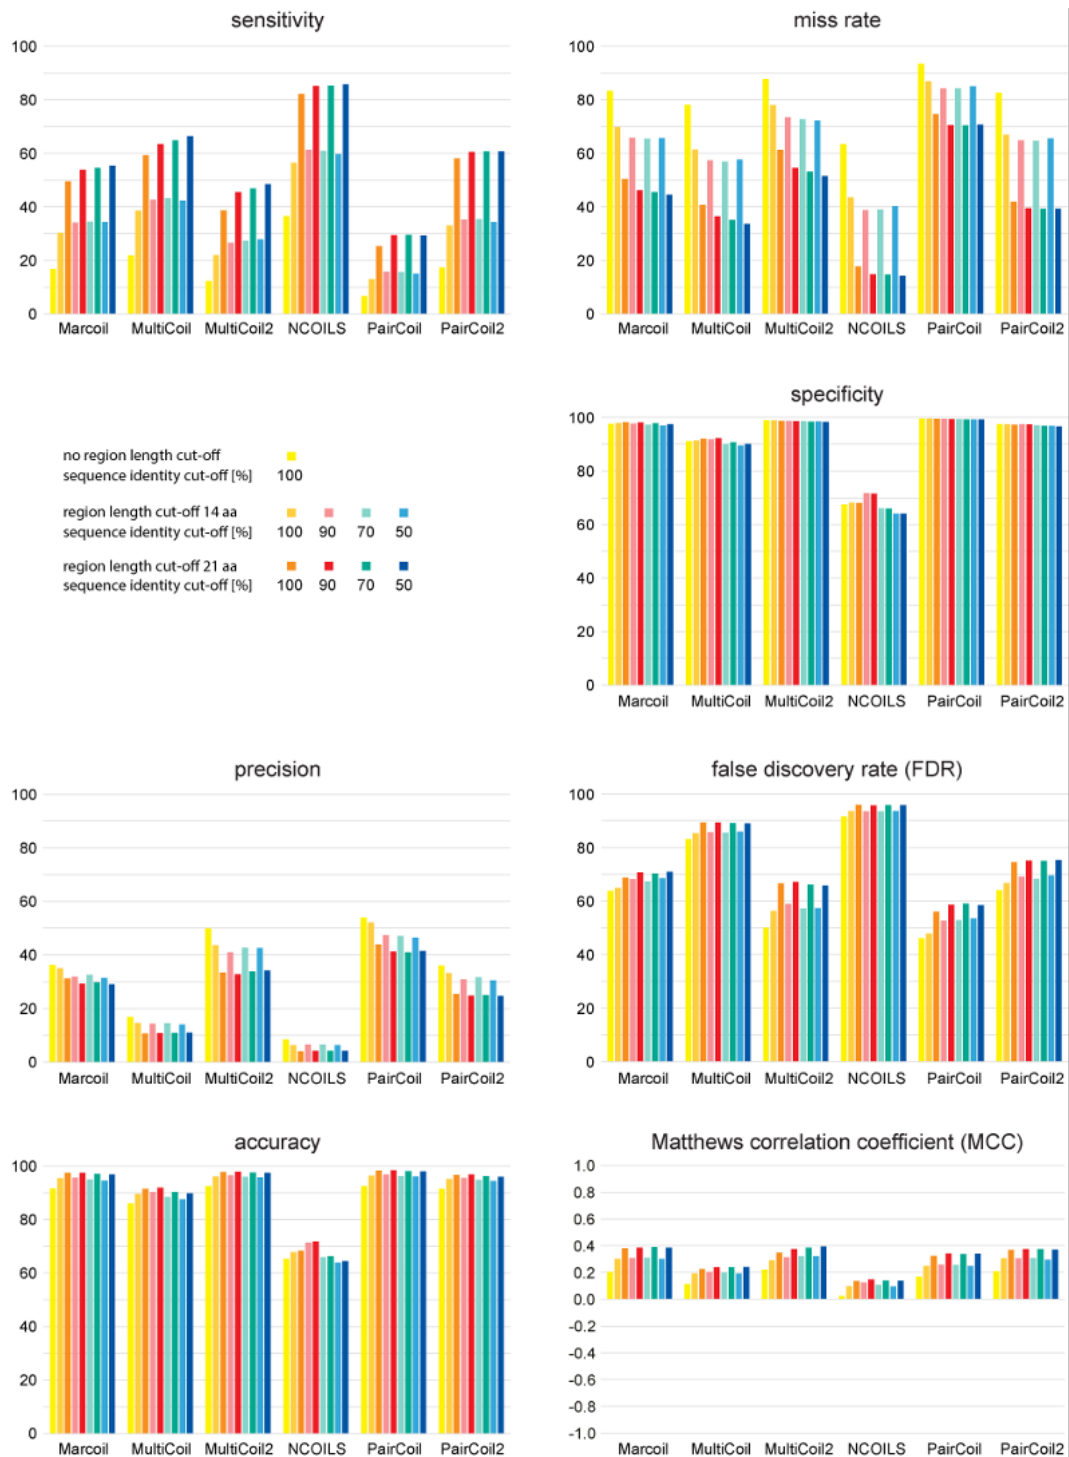 sensitivity
100
80
60
40
20
0
Marcoil MultiCoil MultiCoil2 NCOILS PairCoil PairCoil2
miss rate
100
80
60
40
20
0
Marcoil MultiCoil MultiCoil2 NCOILS PairCoil PairCoil2
no region length cut-off
sequence identity cut-off [%] 100
region length cut-off 14 aa
sequence identity cut-off [%] 100 90 70 50
region length cut-off 21 aa
sequence identity cut-off [%] 100 90 70 50
specificity
100
80
60
40
20
0
Marcoil MultiCoil MultiCoil2 NCOILS PairCoil PairCoil2
precision
100
80
60
40
20
0
Marcoil MultiCoil MultiCoil2 NCOILS PairCoil PairCoil2
false discovery rate (FDR)
100
80
60
40
20
0
Marcoil MultiCoil MultiCoil2 NCOILS PairCoil PairCoil2
accuracy
100
80
60
40
20
0
Marcoil MultiCoil MultiCoil2 NCOILS PairCoil PairCoil2
Matthews correlation coefficient (MCC)
1.0
0.8
0.6
0.4
0.2
0.0
-0.2
-0.4
-0.6
-0.8
-1.0
Marcoil MultiCoil MultiCoil2 NCOILS PairCoil PairCoil2